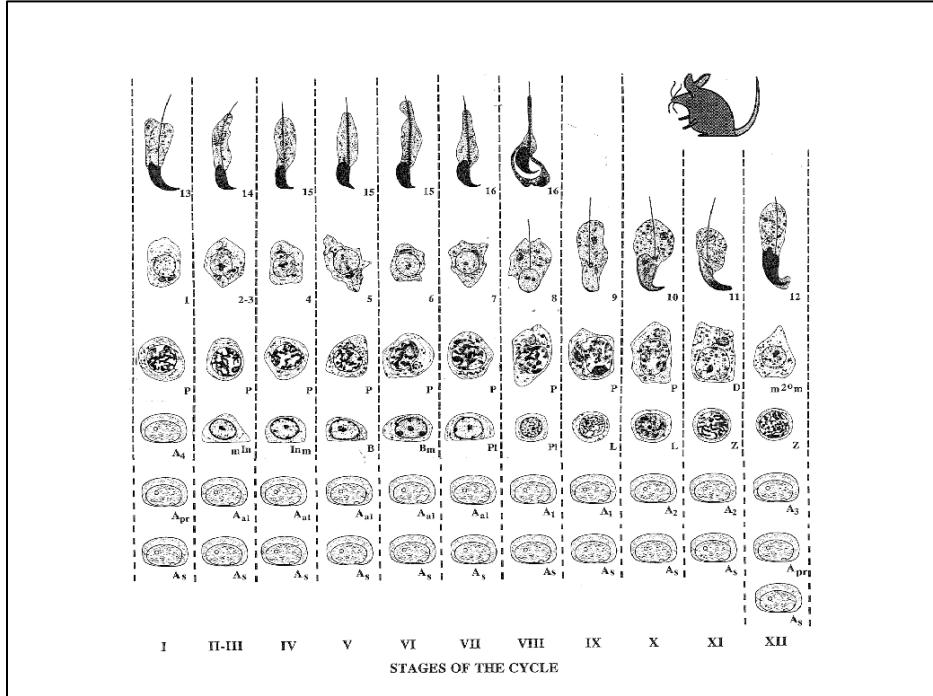 13 14 15 15 15 16 16
1 2-3 4 5 6 7 8 9 10 11 12
P P P P P P P P P D m2°m
A4 mIn Inm B Bm Pl Pl L L Z Z
Apr Aal Aal Aal Aal Aal A1 A1 A2 A2 A3
As As As As As As As As As As Apr
As
I II-III IV V VI VII VIII IX X XI XII
STAGES OF THE CYCLE